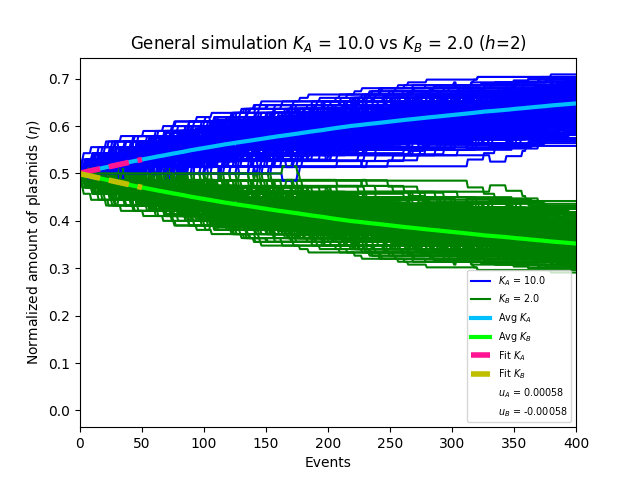 General simulation K_A = 10.0 vs K_B = 2.0 (h=2)
Normalized amount of plasmids (η)
0.7
0.6
0.5
0.4
0.3
0.2
0.1
0.0
0 50 100 150 200 250 300 350 400
Events
K_A = 10.0
K_B = 2.0
Avg K_A
Avg K_B
Fit K_A
Fit K_B
u_A = 0.00058
u_B = -0.00058